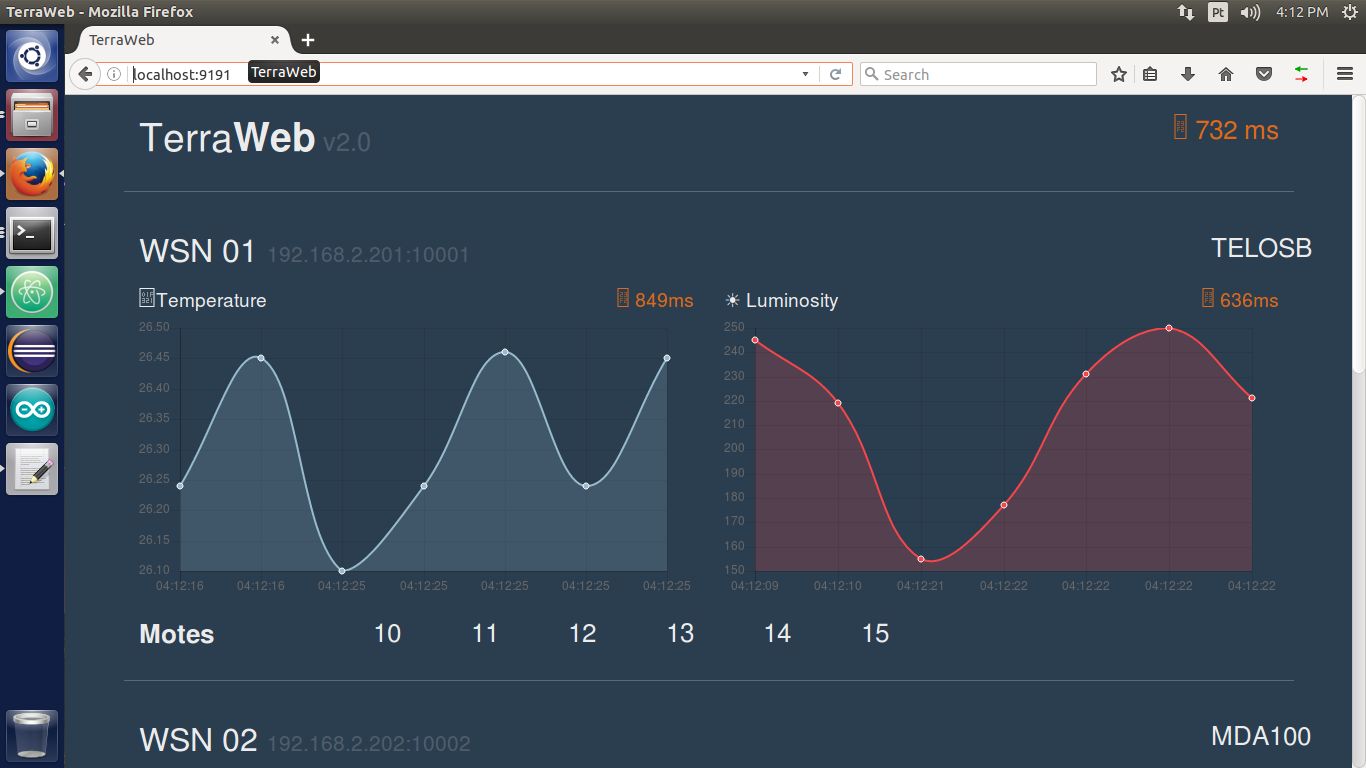 TerraWeb - Mozilla Firefox
Pt
4:12 PM
TerraWeb
localhost:9191
TerraWeb
Search
TerraWeb v2.0
732 ms
WSN 01 192.168.2.201:10001
TELOSB
Temperature
849ms
26.50
26.45
26.40
26.35
26.30
26.25
26.20
26.15
26.10
04:12:16 04:12:16 04:12:25 04:12:25 04:12:25 04:12:25 04:12:25
Luminosity
636ms
250
240
230
220
210
200
190
180
170
160
150
04:12:09 04:12:10 04:12:21 04:12:22 04:12:22 04:12:22 04:12:22
Motes 10 11 12 13 14 15
WSN 02 192.168.2.202:10002
MDA100